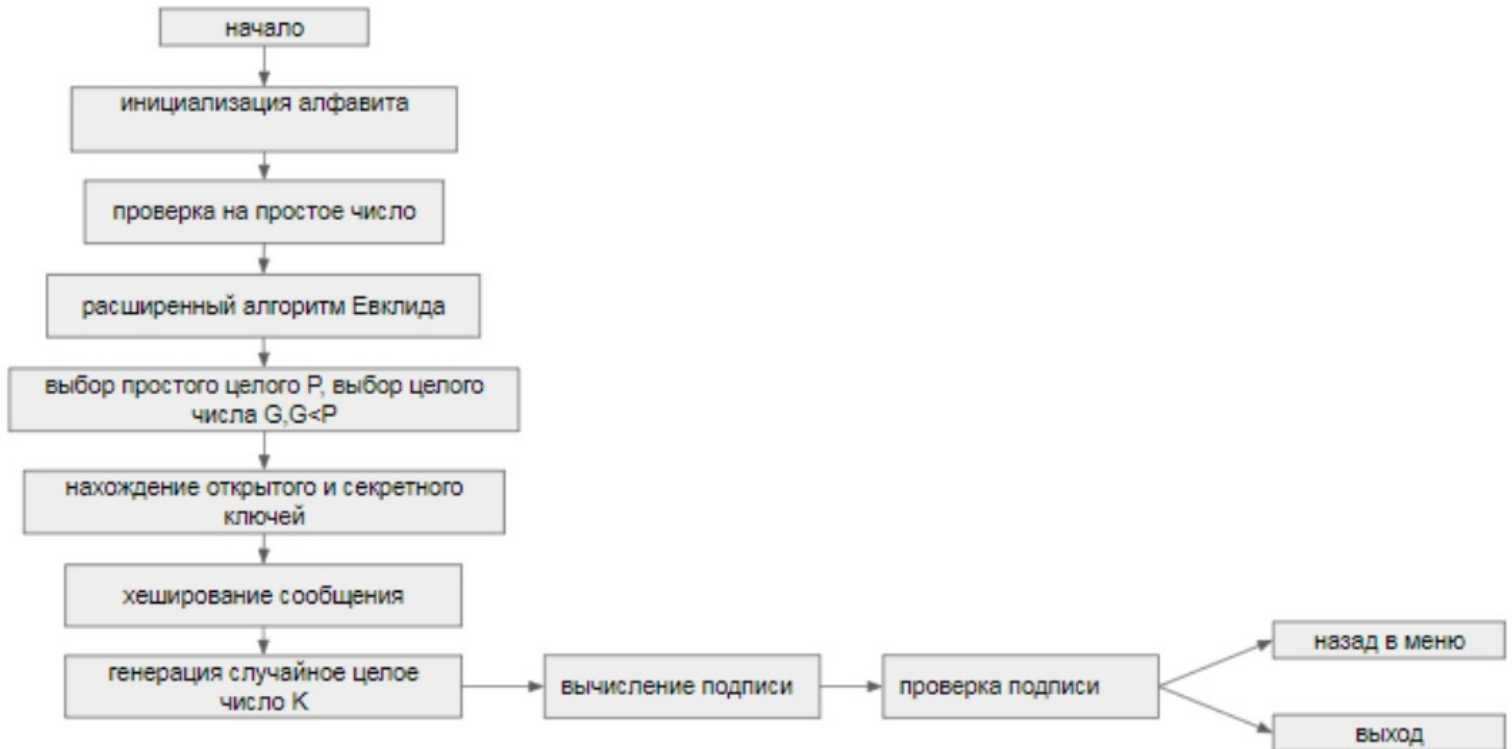 начало
инициализация алфавита
проверка на простое число
расширенный алгоритм Евклида
выбор простого целого P, выбор целого
числа G,G<P
нахождение открытого и секретного
ключей
хеширование сообщения
генерация случайное целое
число K
вычисление подписи
проверка подписи
назад в меню
выход